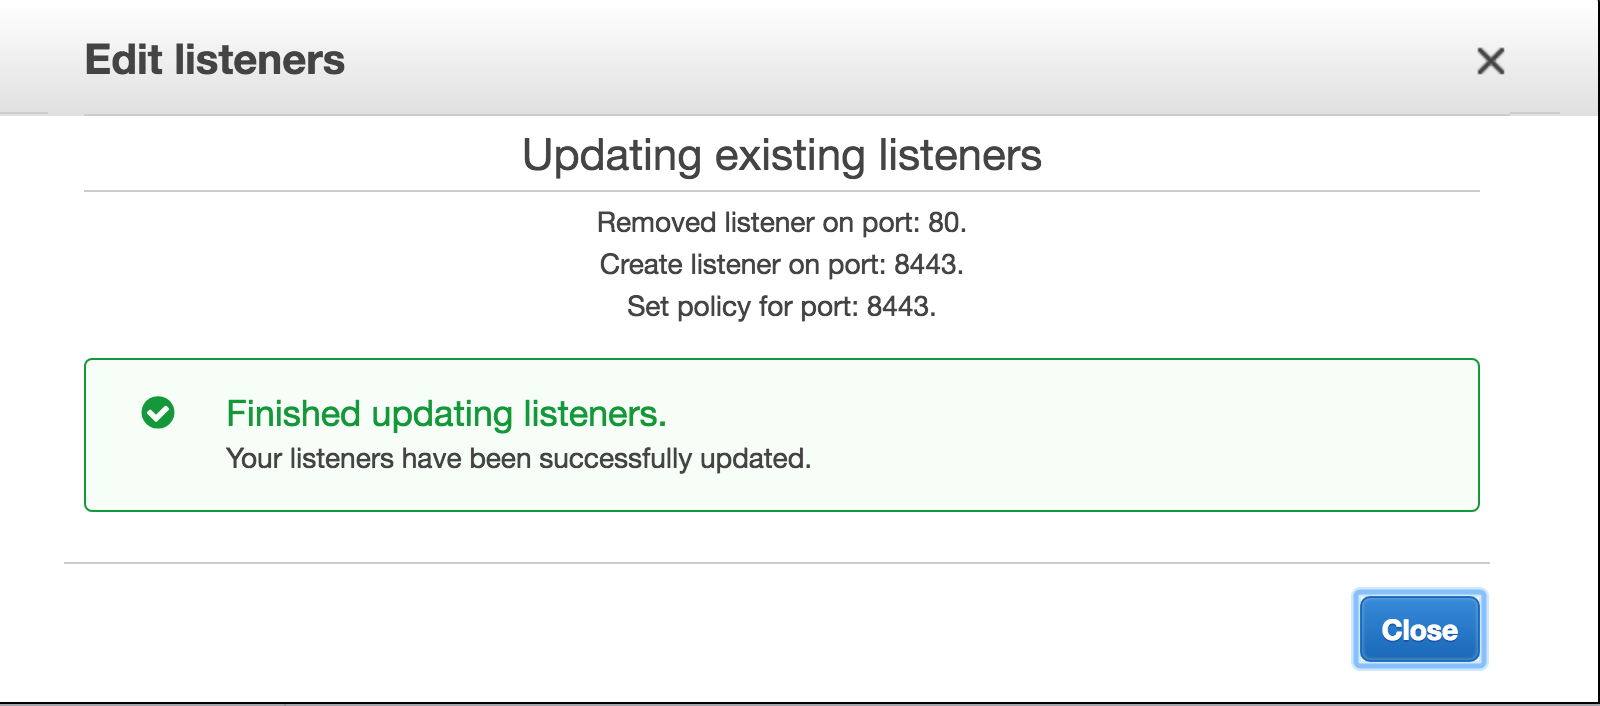 Edit listeners
Updating existing listeners
Removed listener on port: 80.
Create listener on port: 8443.
Set policy for port: 8443.
Finished updating listeners.
Your listeners have been successfully updated.
Close